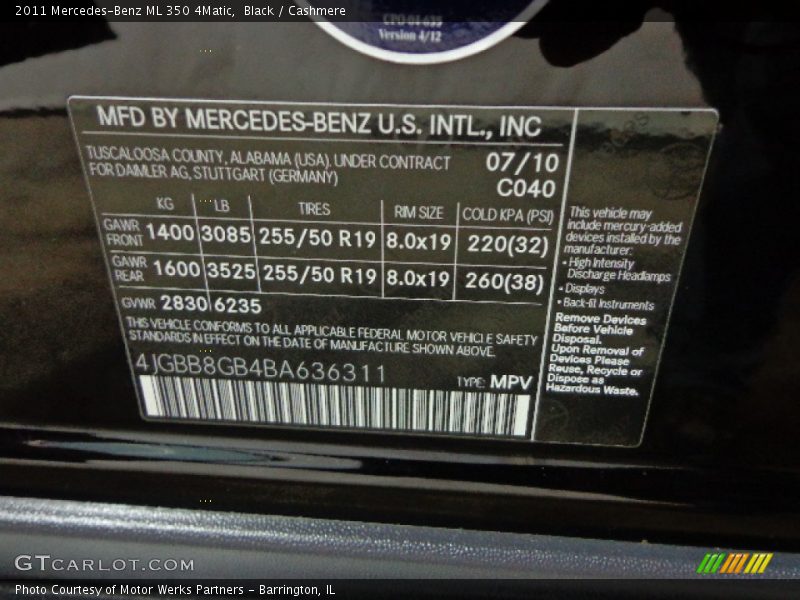 2011 Mercedes-Benz ML 350 4Matic, Black / Cashmere
CPO 01-633
Version 4/12
MFD BY MERCEDES-BENZ U.S. INTL., INC
TUSCALOOSA COUNTY, ALABAMA (USA). UNDER CONTRACT
FOR DAIMLER AG, STUTTGART (GERMANY)
07/10
C040
KG LB TIRES RIM SIZE COLD KPA (PSI)
GAWR FRONT 1400 3085 255/50 R19 8.0x19 220(32)
GAWR REAR 1600 3525 255/50 R19 8.0x19 260(38)
GVWR 2830 6235
THIS VEHICLE CONFORMS TO ALL APPLICABLE FEDERAL MOTOR VEHICLE SAFETY
STANDARDS IN EFFECT ON THE DATE OF MANUFACTURE SHOWN ABOVE.
4JGBB8GB4BA636311
TYPE: MPV
This vehicle may
include mercury-added
devices installed by the
manufacturer:
• High Intensity
Discharge Headlamps
• Displays
• Back-lit Instruments
Remove Devices
Before Vehicle
Disposal.
Upon Removal of
Devices Please
Reuse, Recycle or
Dispose as
Hazardous Waste.
GTCARLOT.COM
Photo Courtesy of Motor Werks Partners - Barrington, IL